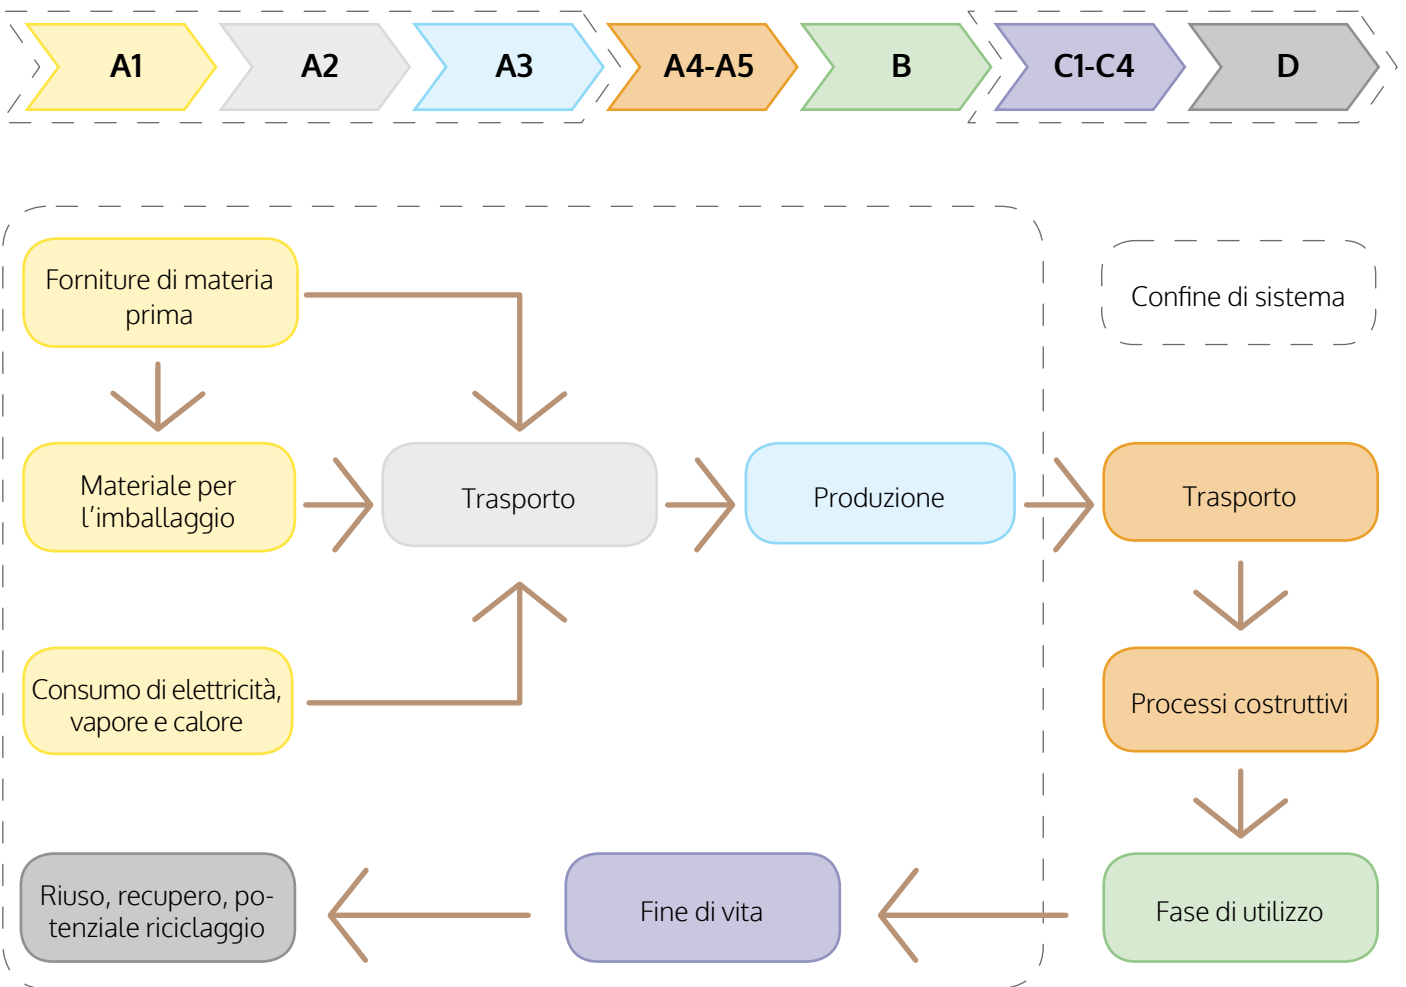 A1
A2
A3
A4-A5
B
C1-C4
D
Forniture di materia
prima
Confine di sistema
Materiale per
l’imballaggio
Trasporto
Produzione
Trasporto
Consumo di elettricità,
vapore e calore
Processi costruttivi
Riuso, recupero, po-
tenziale riciclaggio
Fine di vita
Fase di utilizzo